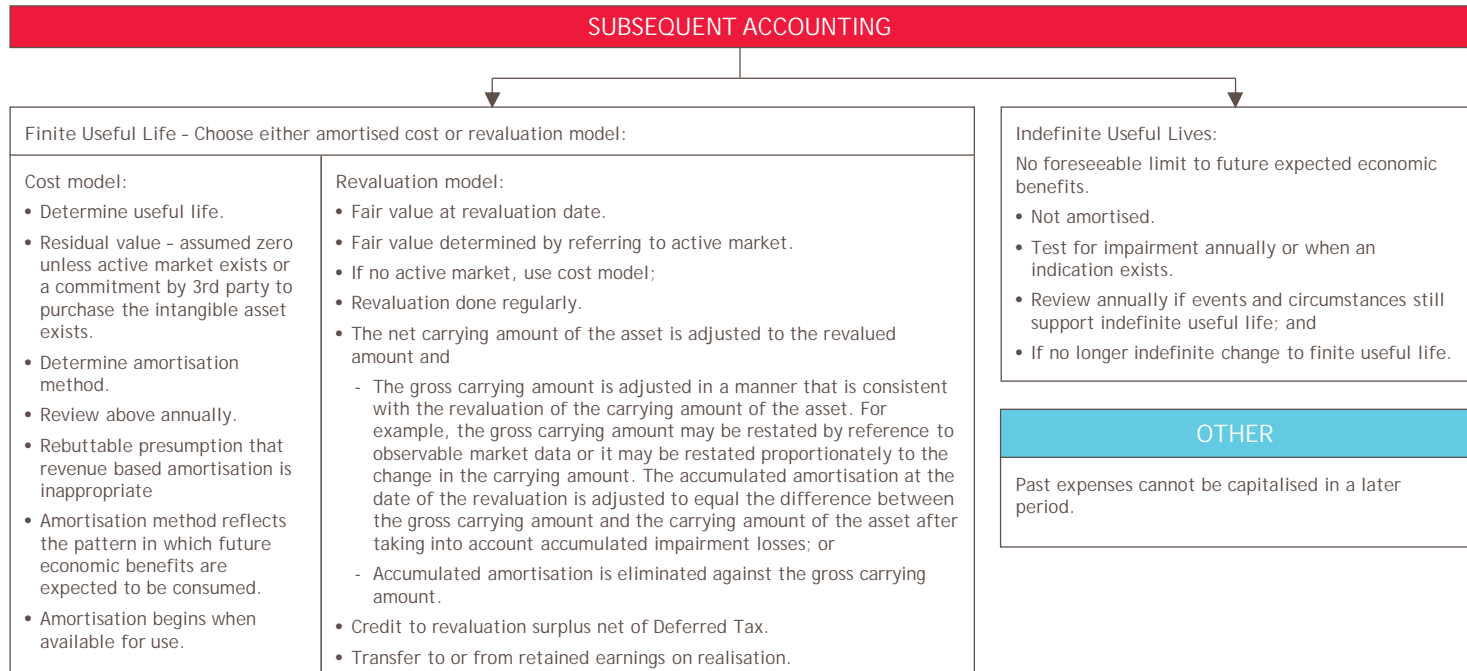 SUBSEQUENT ACCOUNTING
Finite Useful Life – Choose either amortised cost or revaluation model:
Cost model:
• Determine useful life.
• Residual value – assumed zero
unless active market exists or
a commitment by 3rd party to
purchase the intangible asset
exists.
• Determine amortisation
method.
• Review above annually.
• Rebuttable presumption that
revenue based amortisation is
inappropriate
• Amortisation method reflects
the pattern in which future
economic benefits are
expected to be consumed.
• Amortisation begins when
available for use.
Revaluation model:
• Fair value at revaluation date.
• Fair value determined by referring to active market.
• If no active market, use cost model;
• Revaluation done regularly.
• The net carrying amount of the asset is adjusted to the revalued
amount and
- The gross carrying amount is adjusted in a manner that is consistent
with the revaluation of the carrying amount of the asset. For
example, the gross carrying amount may be restated by reference to
observable market data or it may be restated proportionately to the
change in the carrying amount. The accumulated amortisation at the
date of the revaluation is adjusted to equal the difference between
the gross carrying amount and the carrying amount of the asset after
taking into account accumulated impairment losses; or
- Accumulated amortisation is eliminated against the gross carrying
amount.
• Credit to revaluation surplus net of Deferred Tax.
• Transfer to or from retained earnings on realisation.
Indefinite Useful Lives:
No foreseeable limit to future expected economic
benefits.
• Not amortised.
• Test for impairment annually or when an
indication exists.
• Review annually if events and circumstances still
support indefinite useful life; and
• If no longer indefinite change to finite useful life.
OTHER
Past expenses cannot be capitalised in a later
period.